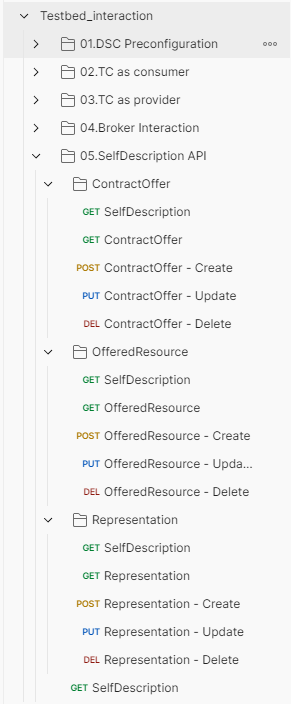 Testbed_interaction
01.DSC Preconfiguration
02.TC as consumer
03.TC as provider
04.Broker Interaction
05.SelfDescription API
ContractOffer
GET SelfDescription
GET ContractOffer
POST ContractOffer - Create
PUT ContractOffer - Update
DEL ContractOffer - Delete
OfferedResource
GET SelfDescription
GET OfferedResource
POST OfferedResource - Create
PUT OfferedResource - Upda...
DEL OfferedResource - Delete
Representation
GET SelfDescription
GET Representation
POST Representation - Create
PUT Representation - Update
DEL Representation - Delete
GET SelfDescription